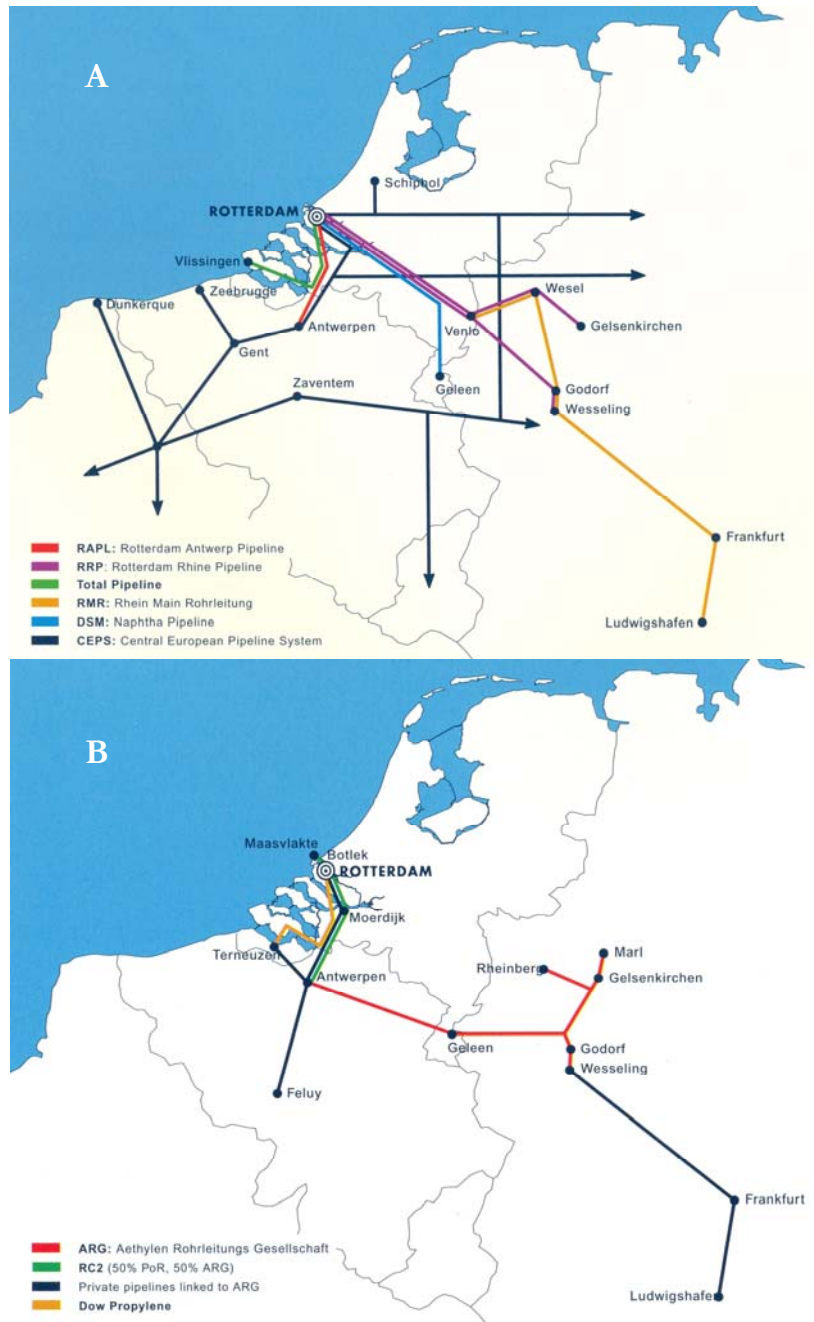 A
Schiphol
ROTTERDAM
Vlissingen
Zeebrugge
Wesel
Dunkerque
Antwerpen
Venlo
Gelsenkirchen
Gent
Zaventem
Geleen
Godorf
Wesseling
Frankfurt
RAPL: Rotterdam Antwerp Pipeline
RRP: Rotterdam Rhine Pipeline
Total Pipeline
RMR: Rhein Main Rohrleitung
DSM: Naphtha Pipeline
CEPS: Central European Pipeline System
Ludwigshafen
B
Maasvlakte
Botlek
ROTTERDAM
Moerdijk
Terneuzen
Marl
Rheinberg
Antwerpen
Gelsenkirchen
Geleen
Godorf
Wesseling
Feluy
Frankfurt
ARG: Aethylen Rohrleitungs Gesellschaft
RC2 (50% PoR, 50% ARG)
Private pipelines linked to ARG
Dow Propylene
Ludwigshafen